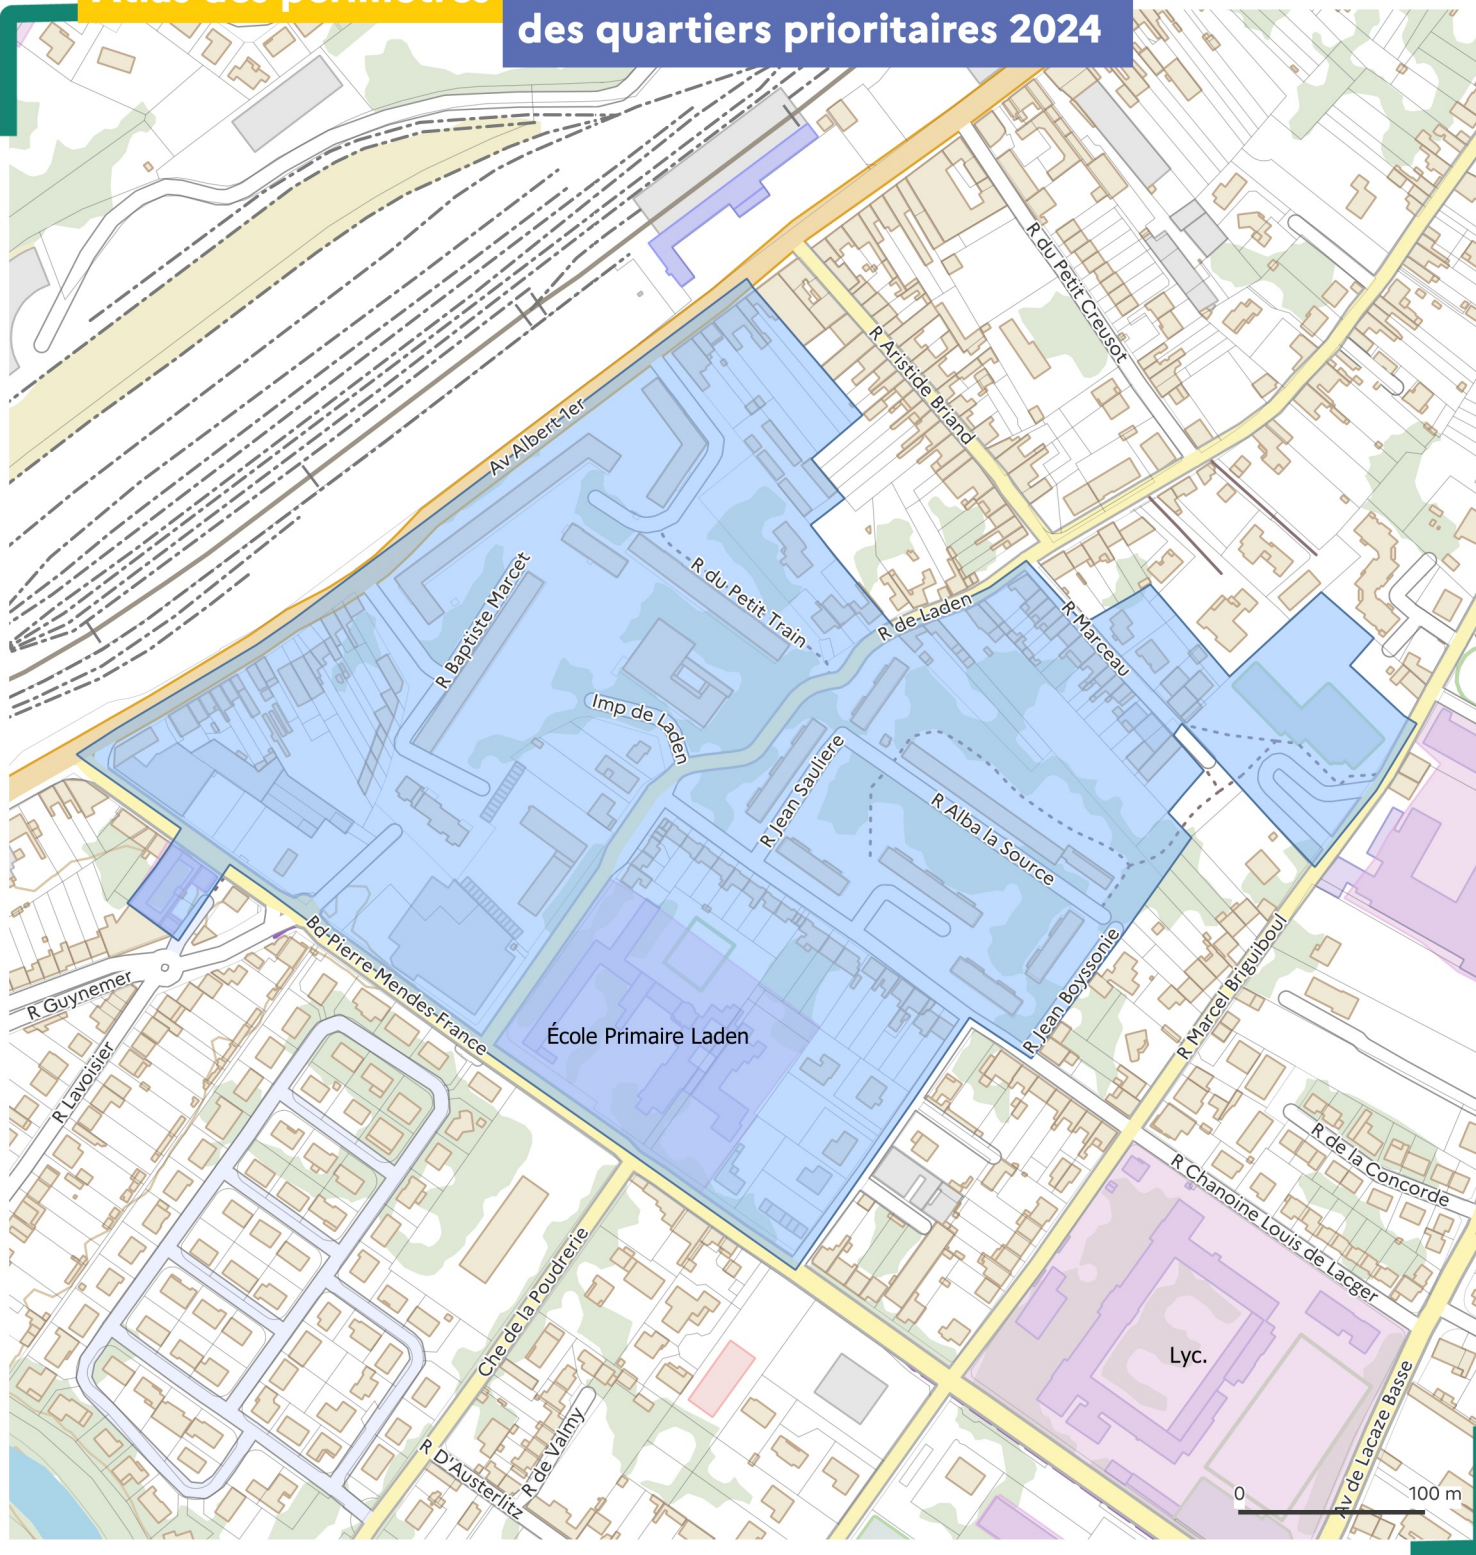 Atlas des périmètres
des quartiers prioritaires 2024
R du Petit Creusot
R Aristide Briand
Av Albert 1er
R Baptiste Marcet
R du Petit Train
R de Laden
R Marceau
Imp de Laden
R Jean Sauliere
R Alba la Source
R Jean Boyssonie
Bd Pierre Mendes France
R Guynemer
R Lavoisier
École Primaire Laden
R Marcel Briguiboul
R de la Concorde
R Chanoine Louis de Lacger
Che de la Poudrerie
Lyc.
R D'Austerlitz
R de Valmy
Av de Lacaze Basse
0 100 m